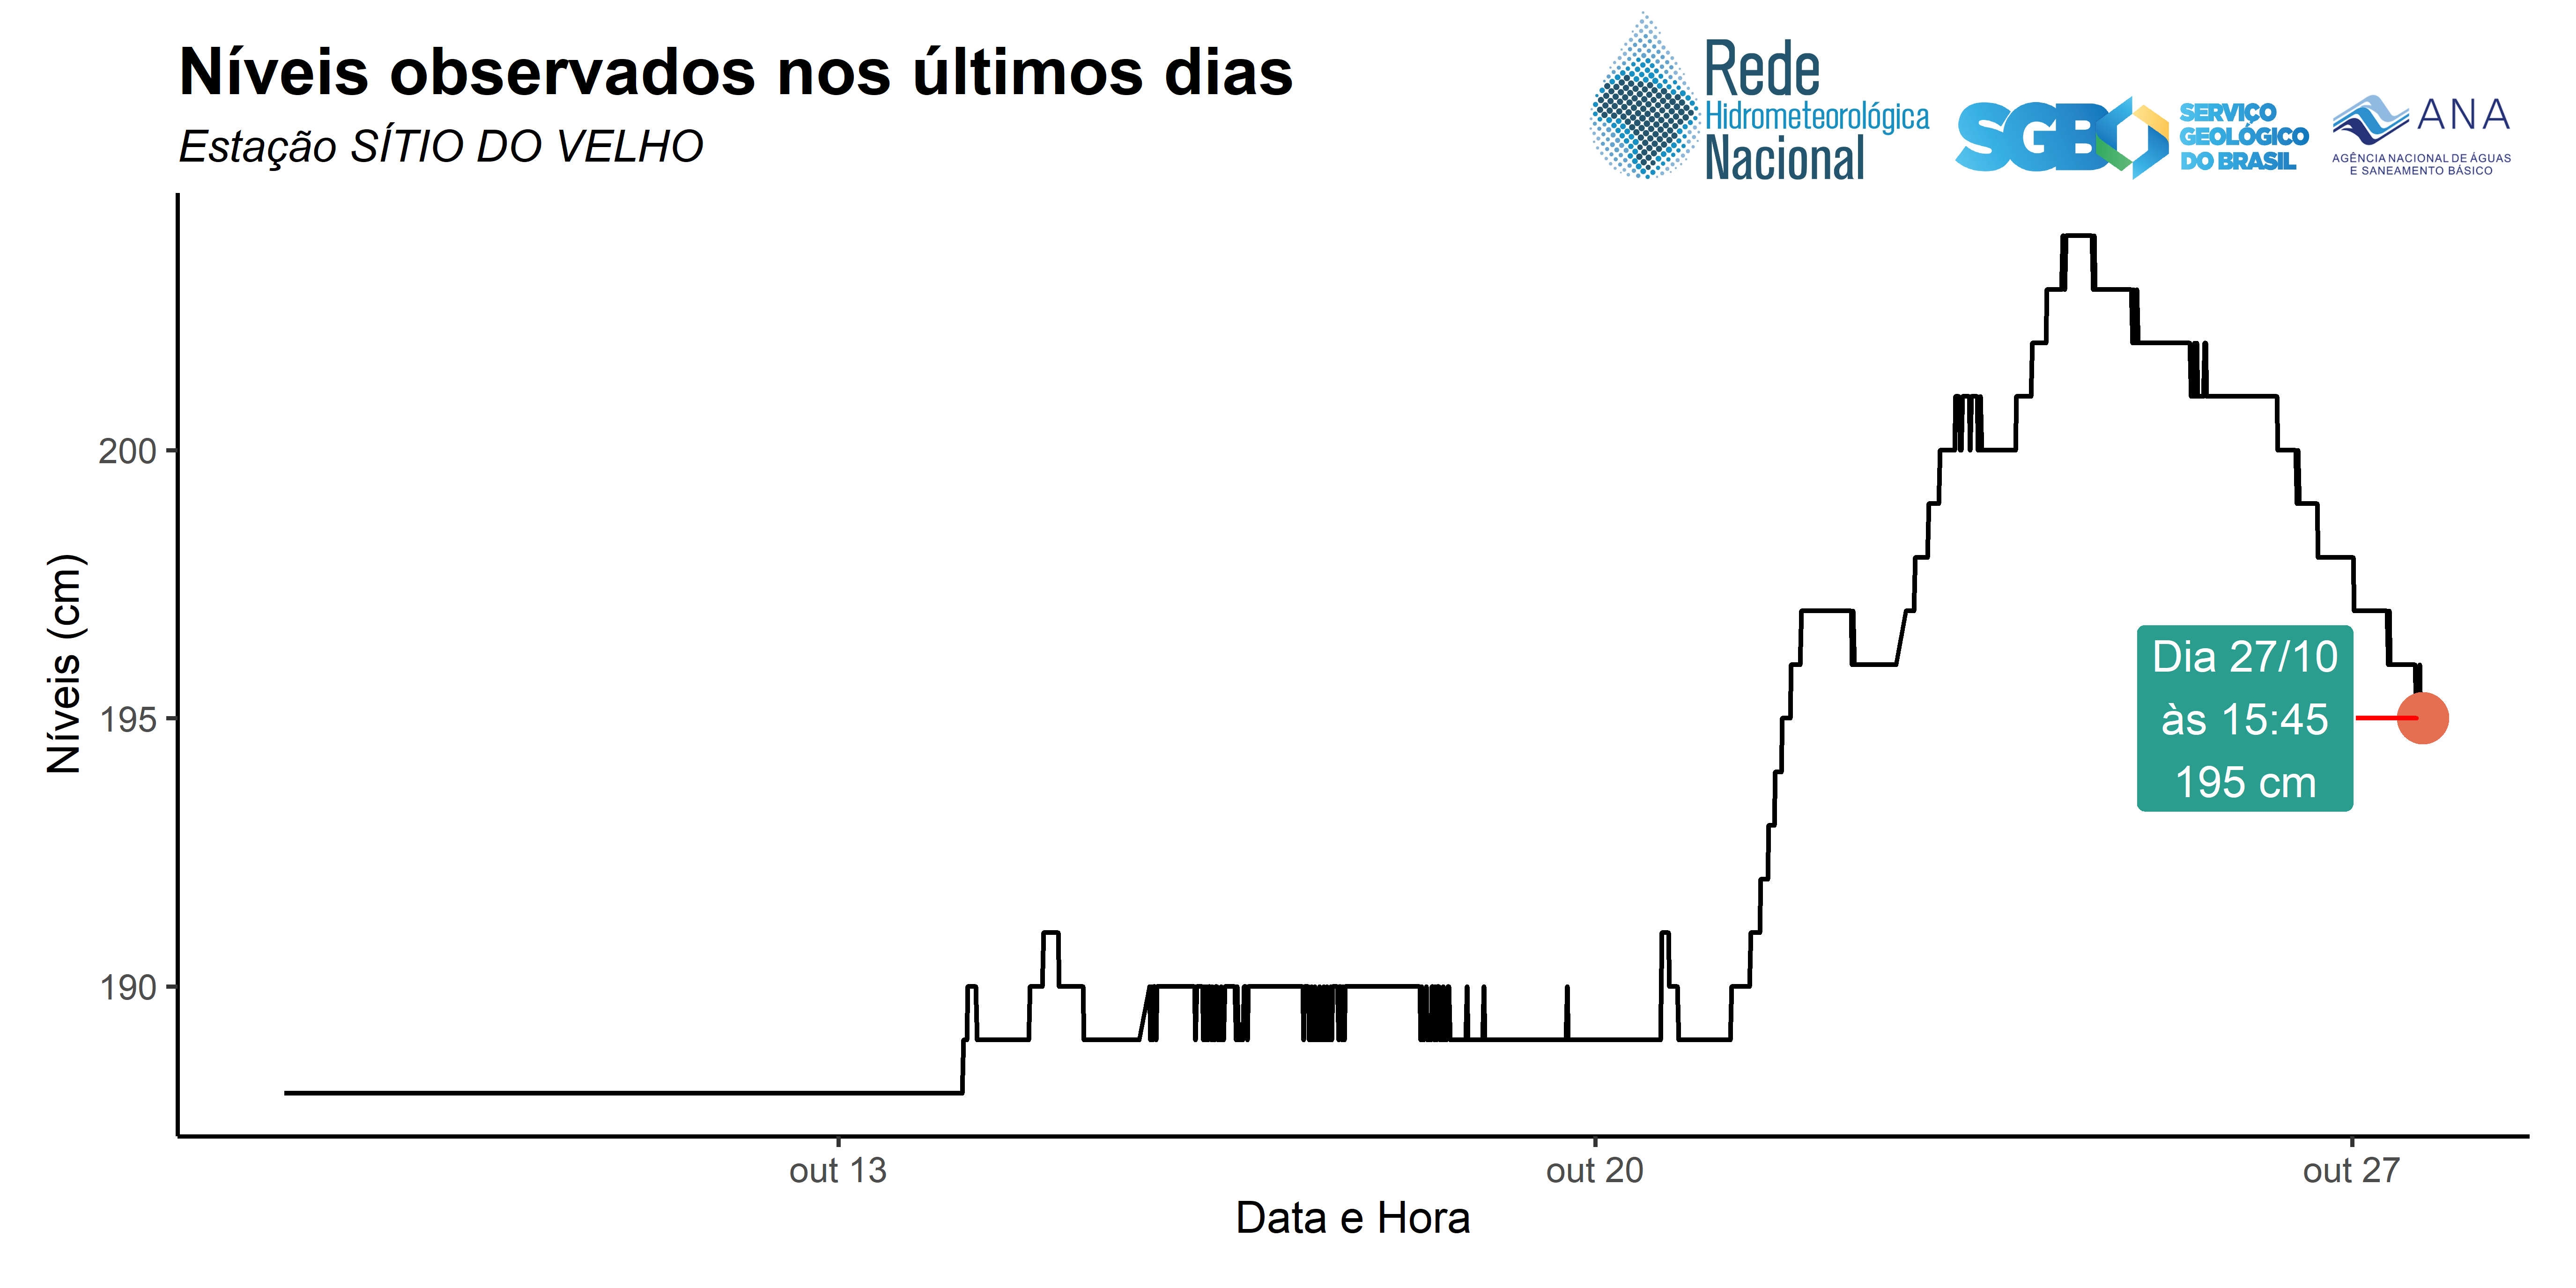 Níveis observados nos últimos dias
Estação SÍTIO DO VELHO
Rede
Hidrometeorológica
Nacional
SGB
SERVIÇO
GEOLÓGICO
DO BRASIL
ANA
AGÊNCIA NACIONAL DE ÁGUAS
E SANEAMENTO BÁSICO
Níveis (cm)
200
195
190
Dia 27/10
às 15:45
195 cm
out 13
out 20
out 27
Data e Hora